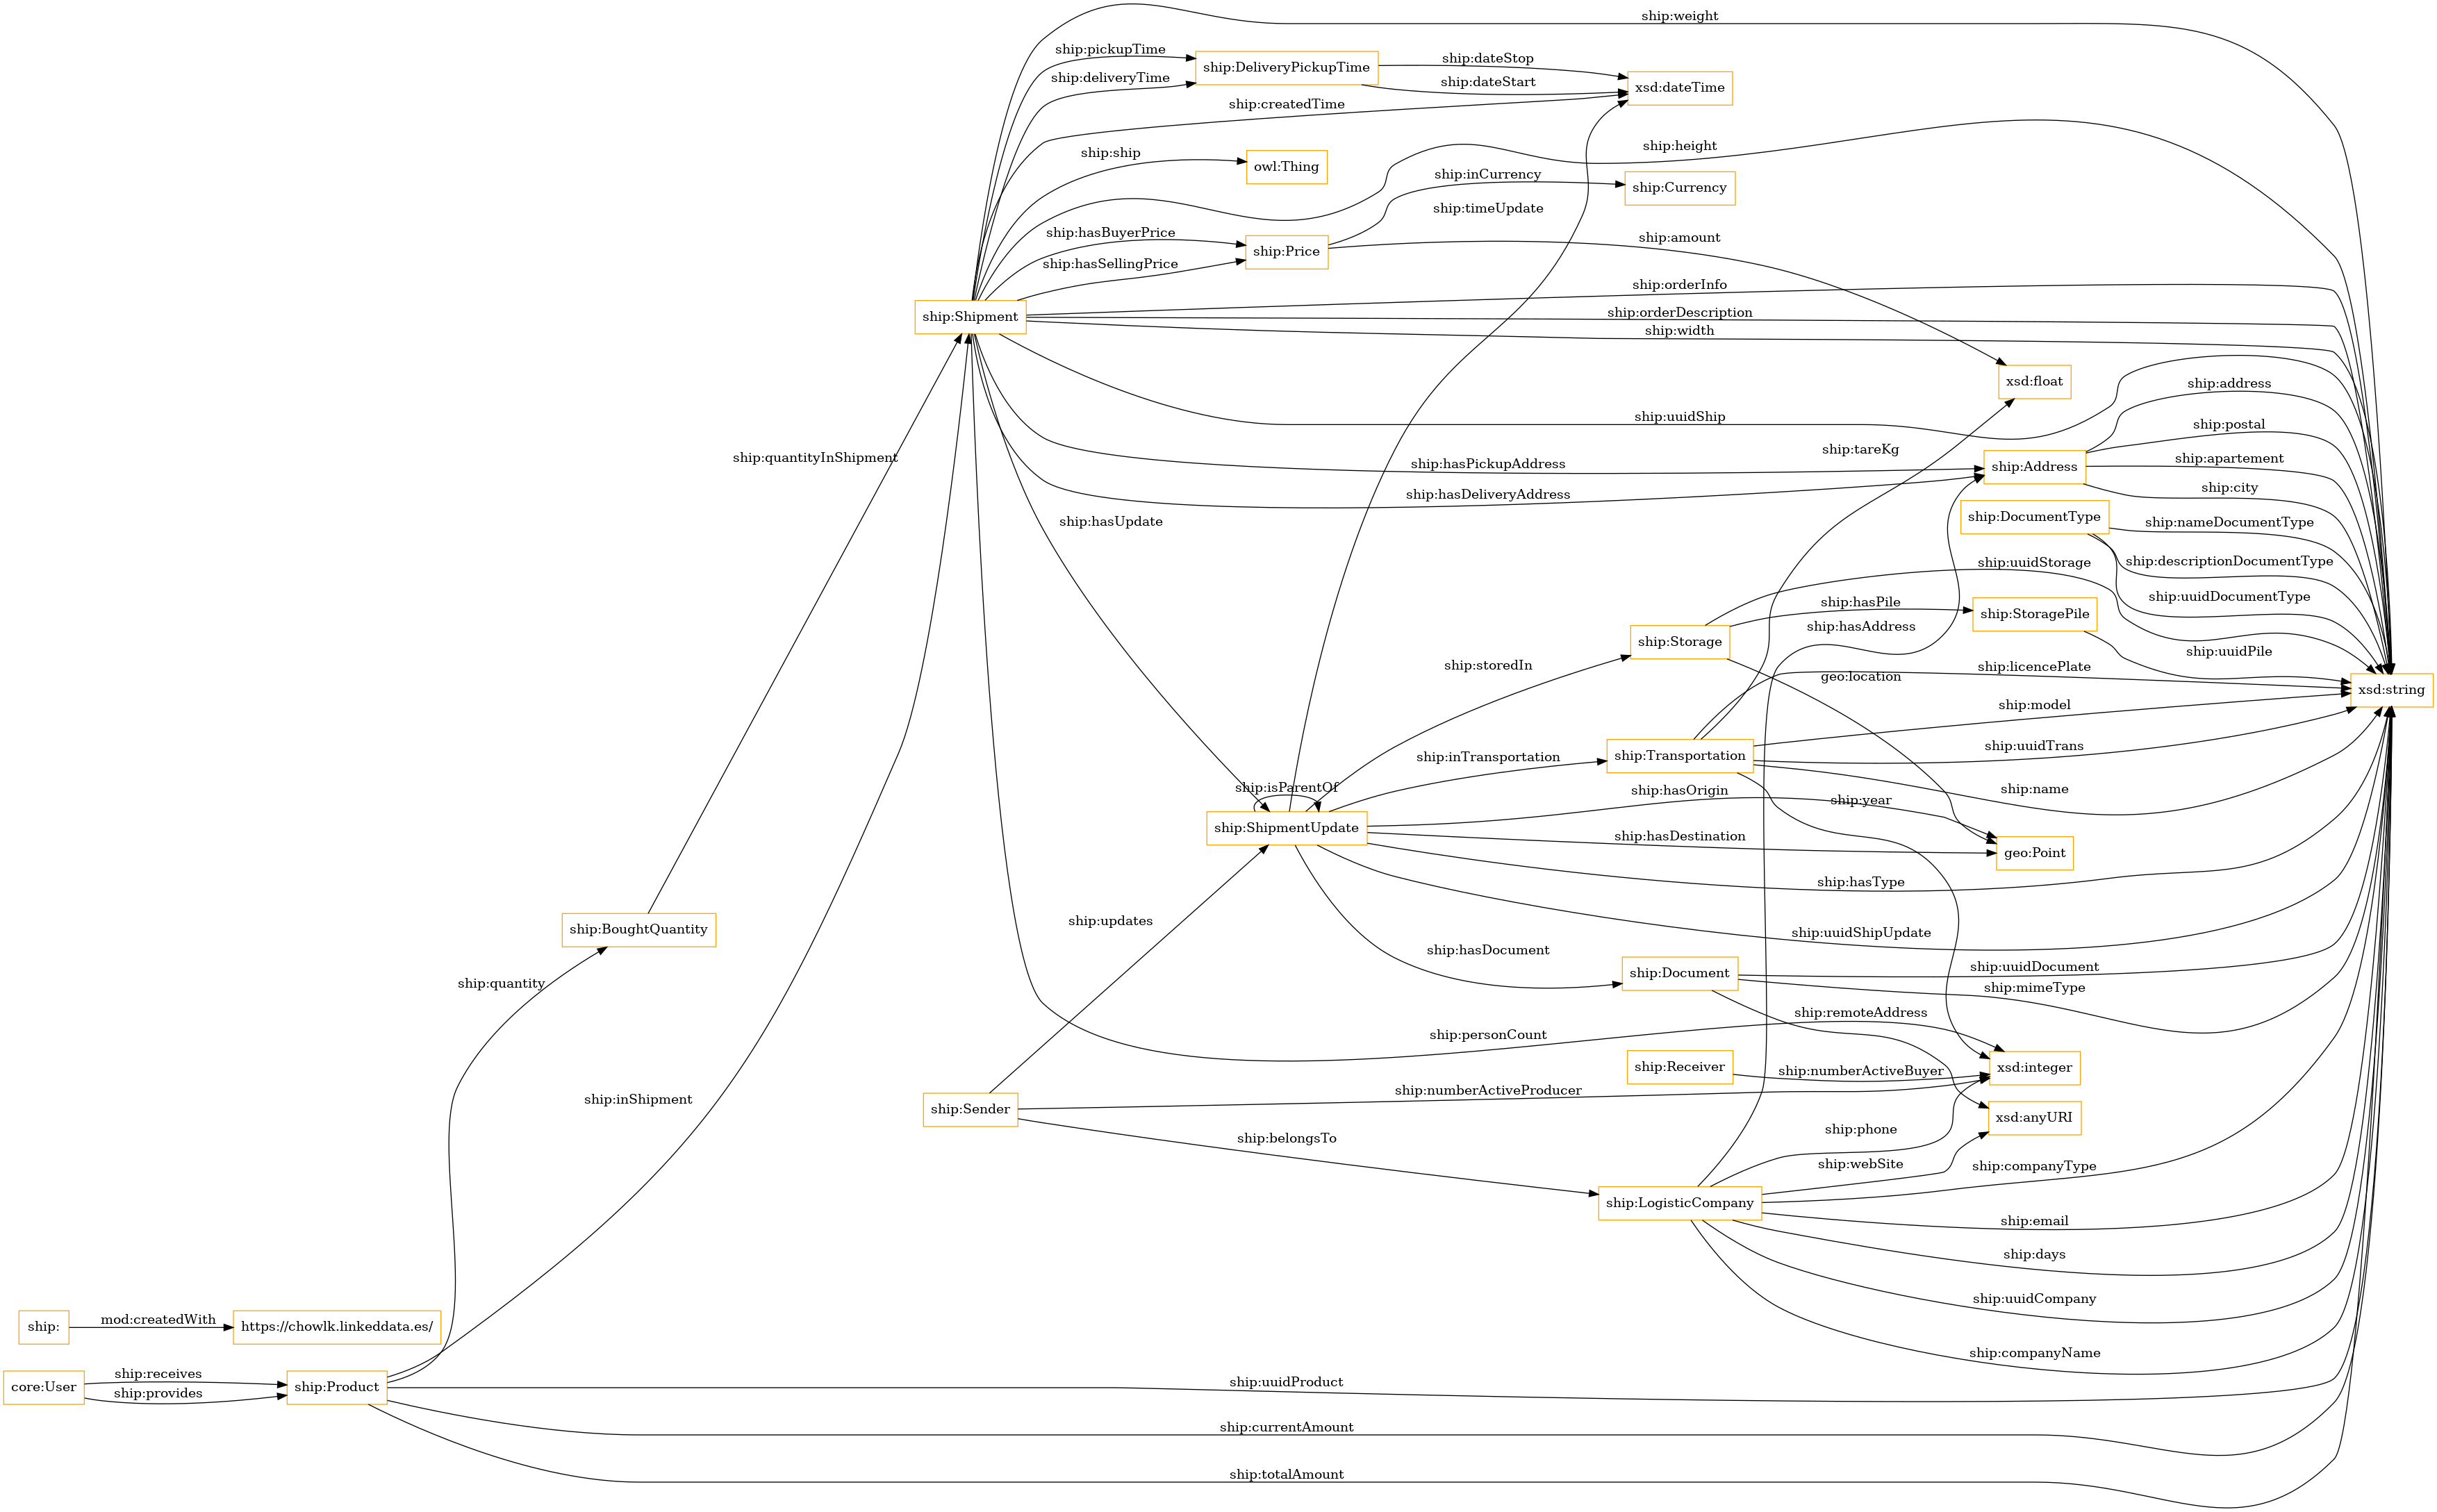 ship:weight
ship:pickupTime
ship:DeliveryPickupTime
ship:dateStop
ship:deliveryTime
ship:dateStart
xsd:dateTime
ship:createdTime
ship:ship
owl:Thing
ship:height
ship:inCurrency
ship:Currency
ship:timeUpdate
ship:hasBuyerPrice
ship:Price
ship:amount
ship:hasSellingPrice
ship:orderInfo
ship:Shipment
ship:orderDescription
ship:width
xsd:float
ship:address
ship:uuidShip
ship:postal
ship:tareKg
ship:quantityInShipment
ship:hasPickupAddress
ship:Address
ship:apartement
ship:city
ship:hasDeliveryAddress
ship:DocumentType
ship:nameDocumentType
ship:hasUpdate
ship:uuidStorage
ship:descriptionDocumentType
ship:uuidDocumentType
ship:hasPile
ship:StoragePile
ship:hasAddress
ship:Storage
ship:uuidPile
ship:storedIn
ship:licencePlate
geo:location
xsd:string
ship:model
ship:inTransportation
ship:Transportation
ship:uuidTrans
ship:isParentOf
ship:hasOrigin
ship:name
ship:year
ship:ShipmentUpdate
ship:hasDestination
geo:Point
ship:hasType
ship:updates
ship:BoughtQuantity
ship:uuidShipUpdate
ship:hasDocument
ship:Document
ship:uuidDocument
ship:quantity
ship:mimeType
ship:remoteAddress
ship:personCount
ship:Receiver
ship:numberActiveBuyer
xsd:integer
ship:inShipment
ship:Sender
ship:numberActiveProducer
xsd:anyURI
ship:phone
ship:belongsTo
ship:webSite
ship:companyType
ship:LogisticCompany
ship:email
ship:days
ship:uuidCompany
ship:
mod:createdWith
https://chowlk.linkeddata.es/
ship:companyName
core:User
ship:receives
ship:provides
ship:Product
ship:uuidProduct
ship:currentAmount
ship:totalAmount